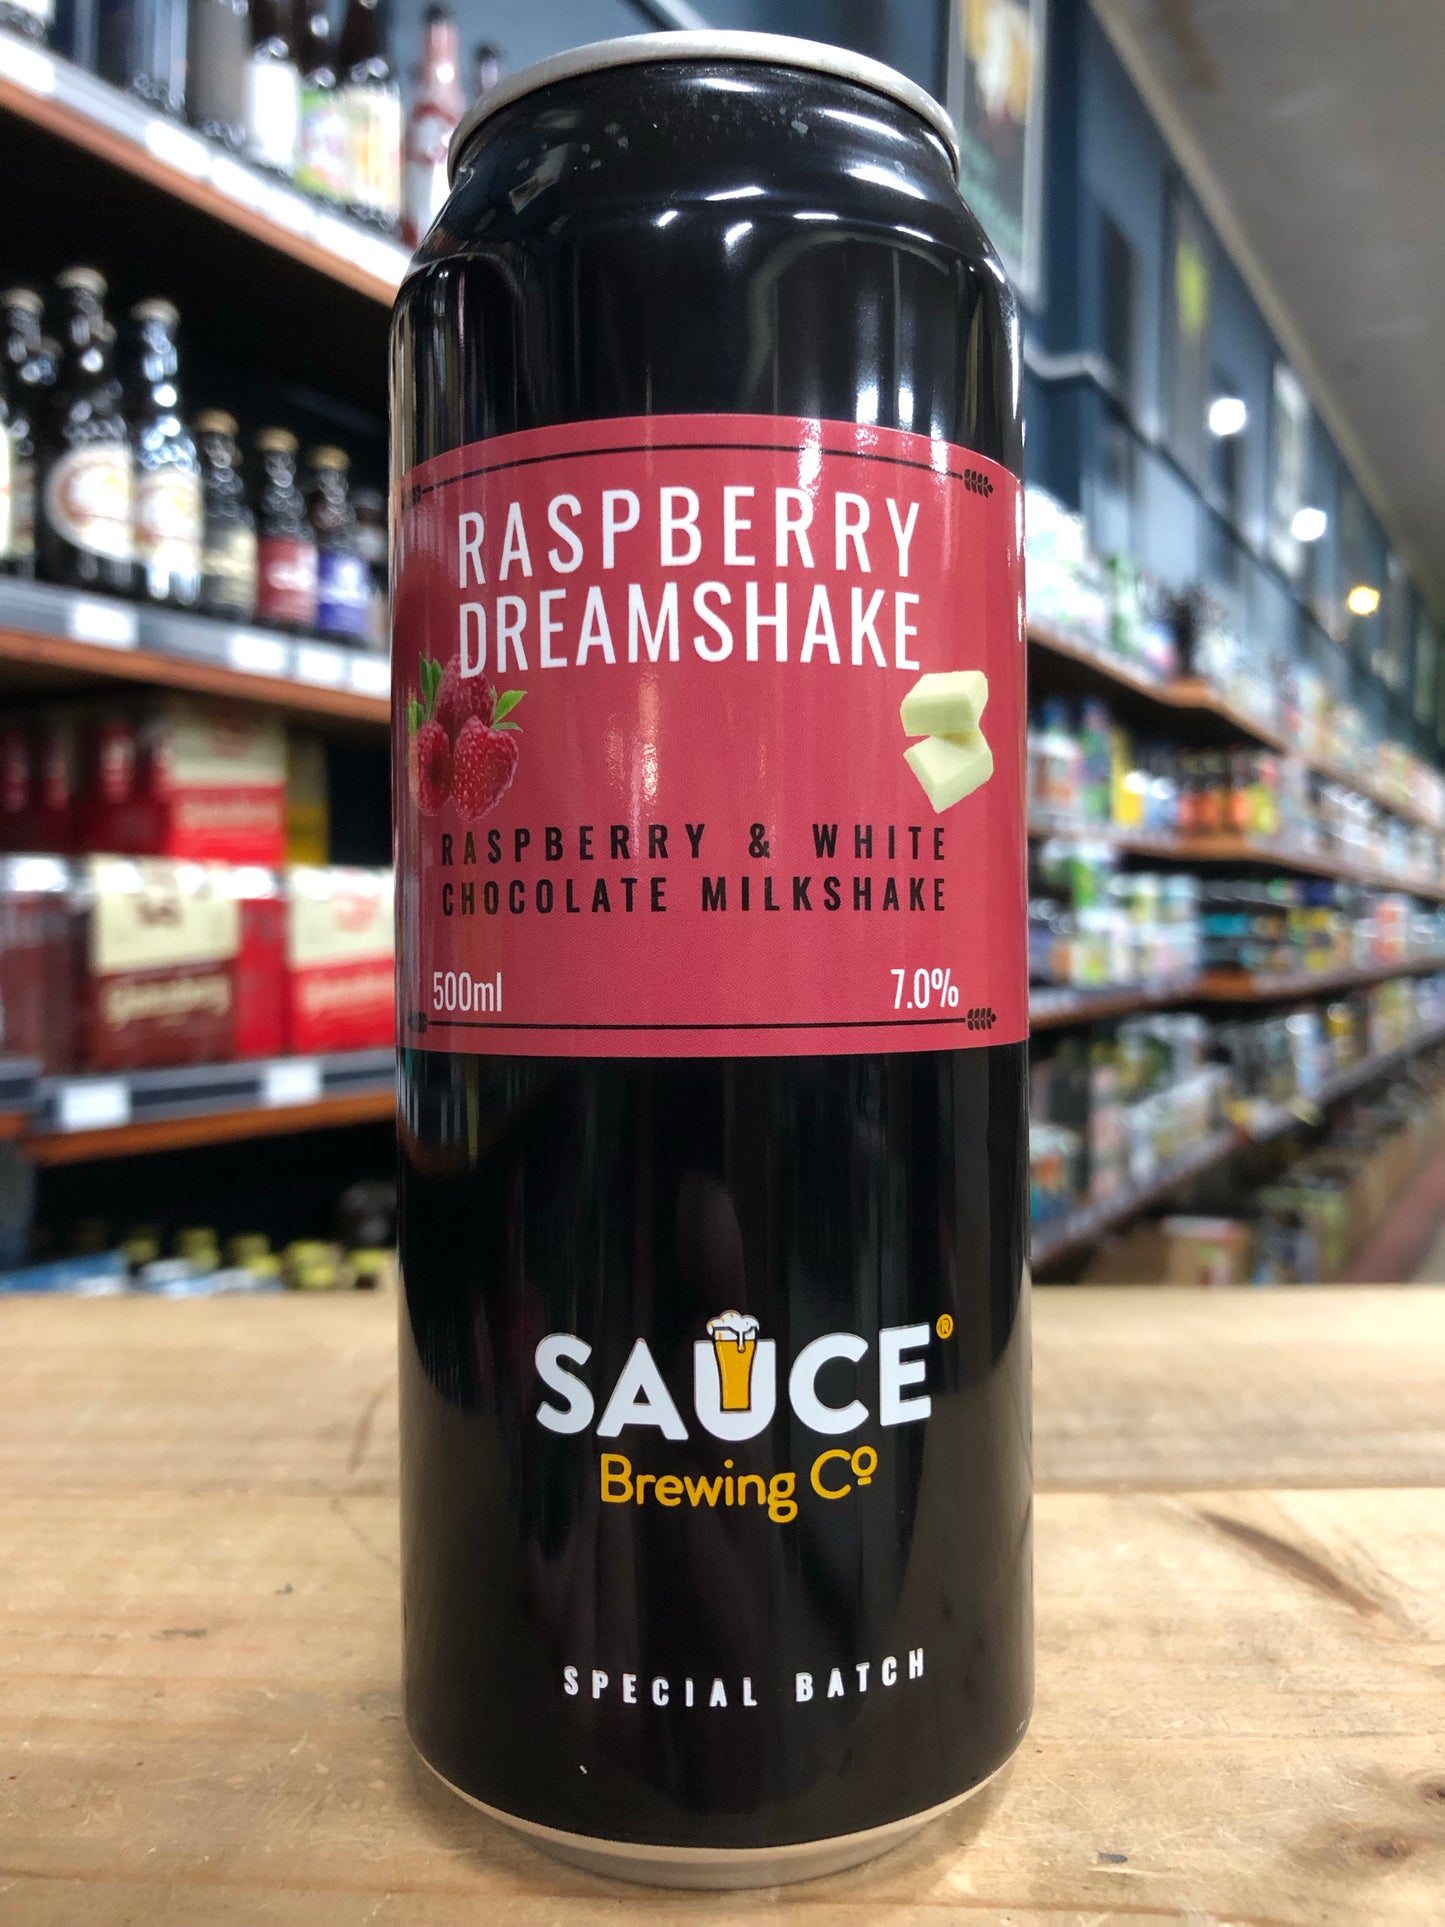 RASPBERRY
DREAMSHAKE
RASPBERRY & WHITE
CHOCOLATE MILKSHAKE
500ml 7.0%
SAUCE®
Brewing Cº
SPECIAL BATCH